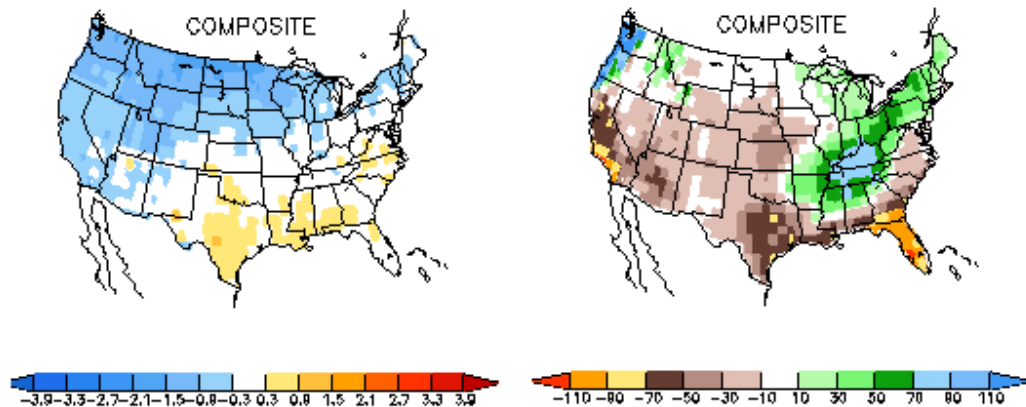 COMPOSITE
COMPOSITE
-3.9 -3.3 -2.7 -2.1 -1.5 -0.9 -0.3 0.3 0.9 1.5 2.1 2.7 3.3 3.9
-110 -90 -70 -50 -30 -10 10 30 50 70 90 110